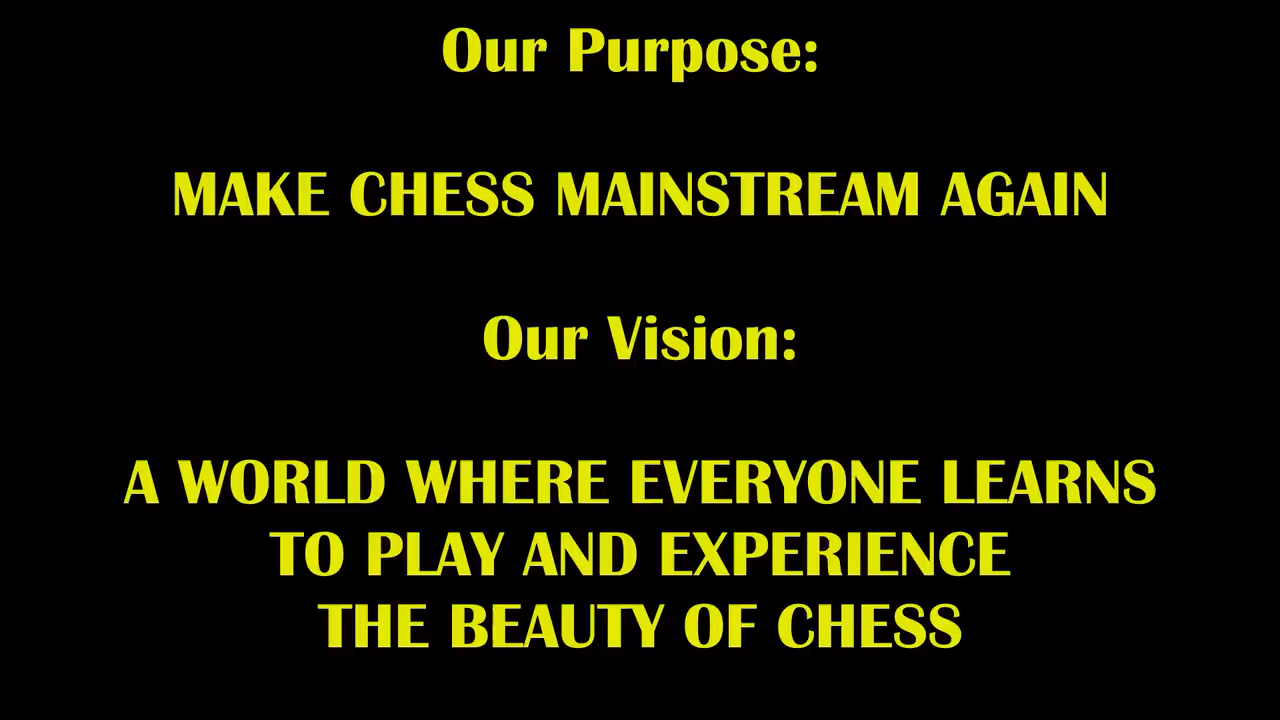 Our Purpose:
MAKE CHESS MAINSTREAM AGAIN
Our Vision:
A WORLD WHERE EVERYONE LEARNS
TO PLAY AND EXPERIENCE
THE BEAUTY OF CHESS